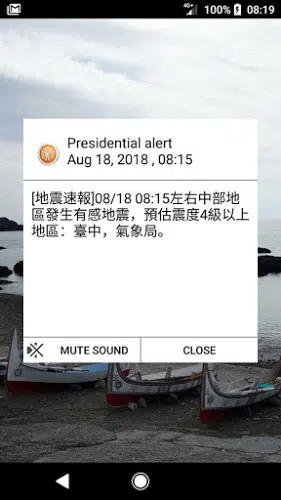 4G 100% 08:19
Presidential alert
Aug 18, 2018 , 08:15
[地震速報]08/18 08:15左右中部地
區發生有感地震，預估震度4級以上
地區：臺中，氣象局。
MUTE SOUND CLOSE